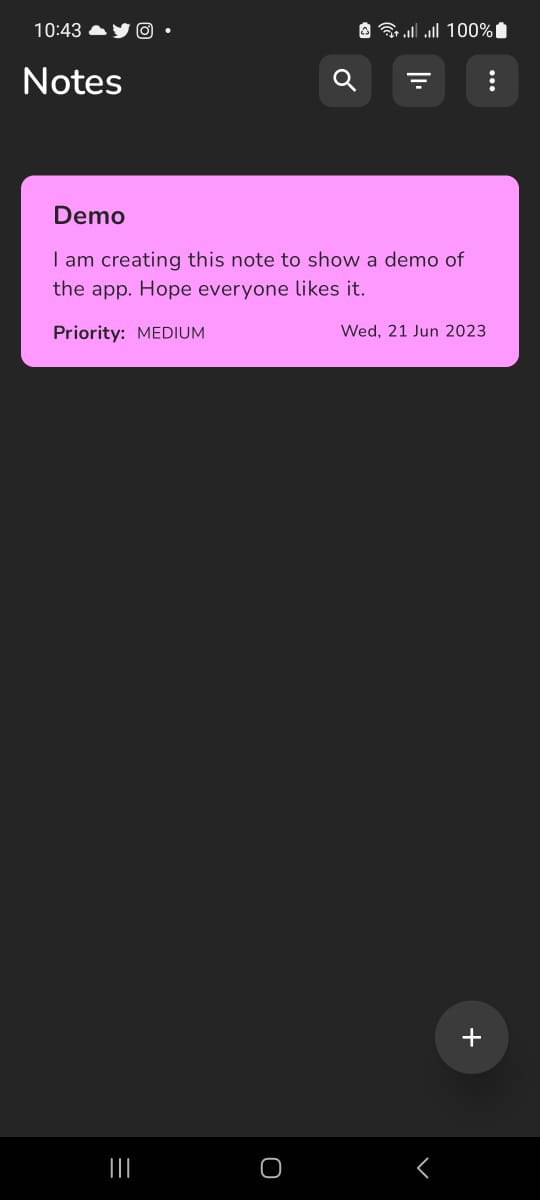 10:43
100%
Notes
Demo
I am creating this note to show a demo of
the app. Hope everyone likes it.
Priority: MEDIUM
Wed, 21 Jun 2023